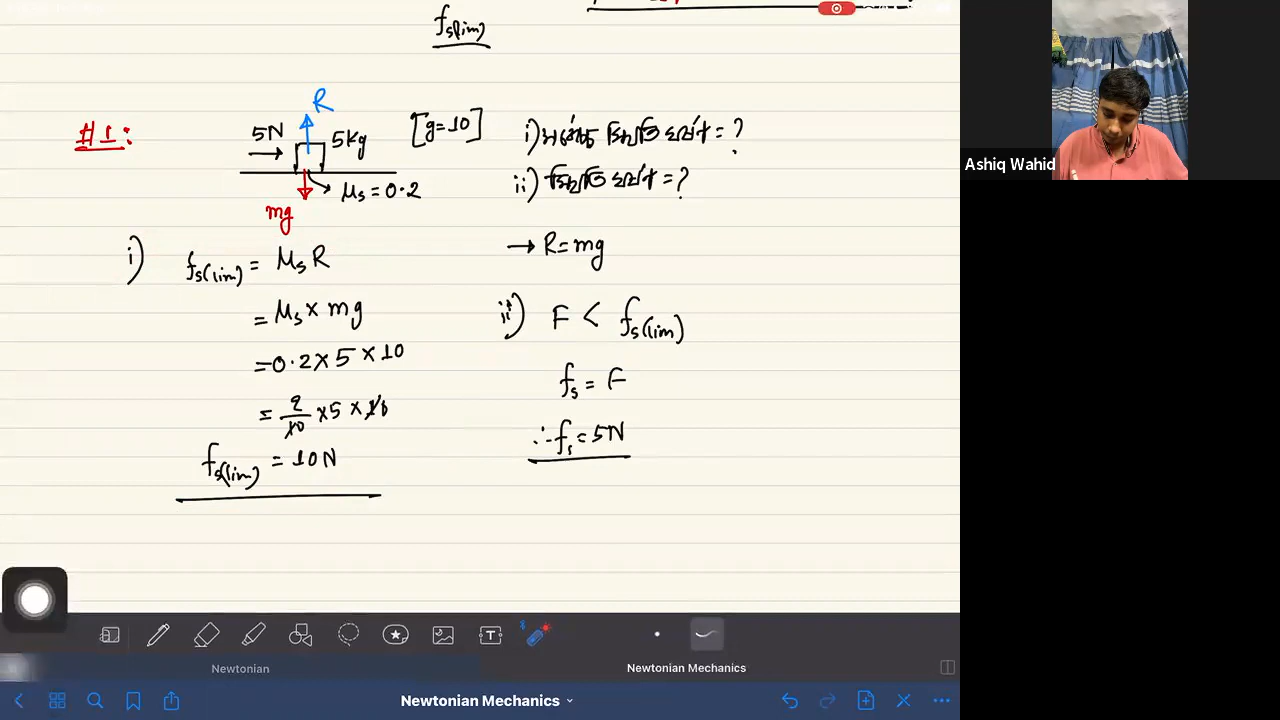 fs(lim)
#1:
5N
R
5Kg
[g=10]
μs = 0.2
mg
i) সর্বোচ্চ স্থিতি ঘর্ষণ = ?
ii) স্থিতি ঘর্ষণ = ?
→ R = mg
i) fs(lim) = μs R
= μs × mg
= 0.2 × 5 × 10
= 2/10 × 5 × 10
fs(lim) = 10N
ii) F < fs(lim)
fs = F
∴ fs = 5N
Ashiq Wahid
T
Newtonian
Newtonian Mechanics
Newtonian Mechanics